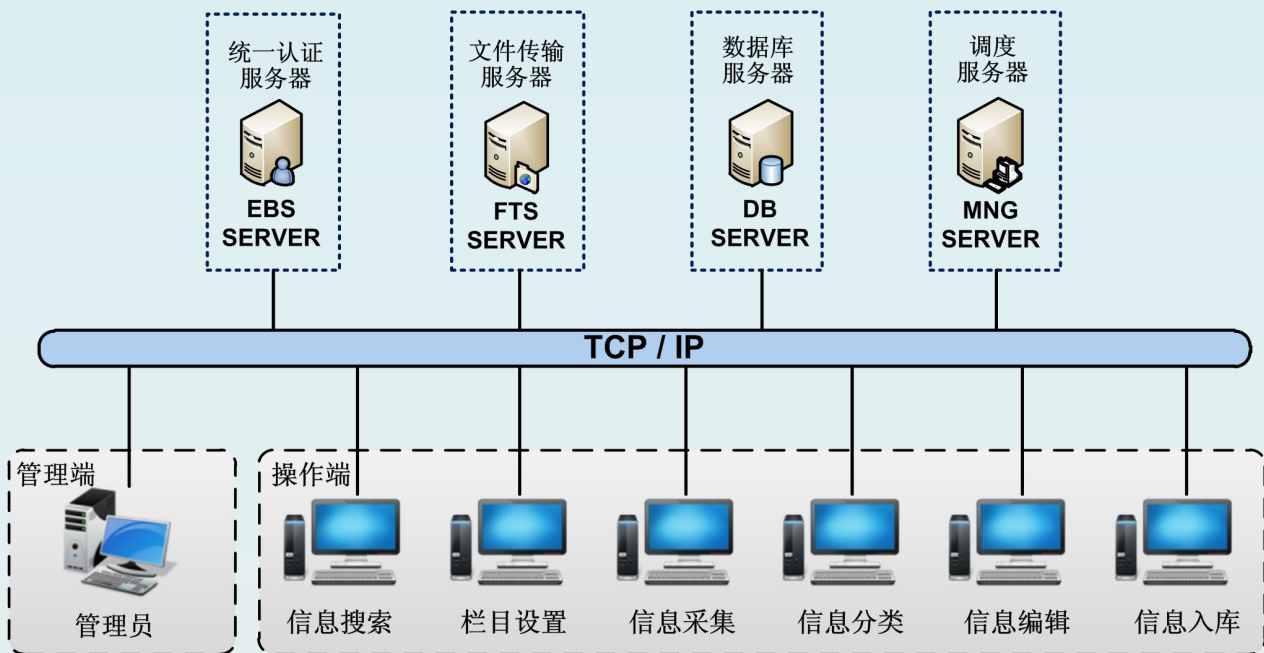 统一认证
服务器
EBS
SERVER
文件传输
服务器
FTS
SERVER
数据库
服务器
DB
SERVER
调度
服务器
MNG
SERVER
TCP / IP
管理端
管理员
操作端
信息搜索
栏目设置
信息采集
信息分类
信息编辑
信息入库